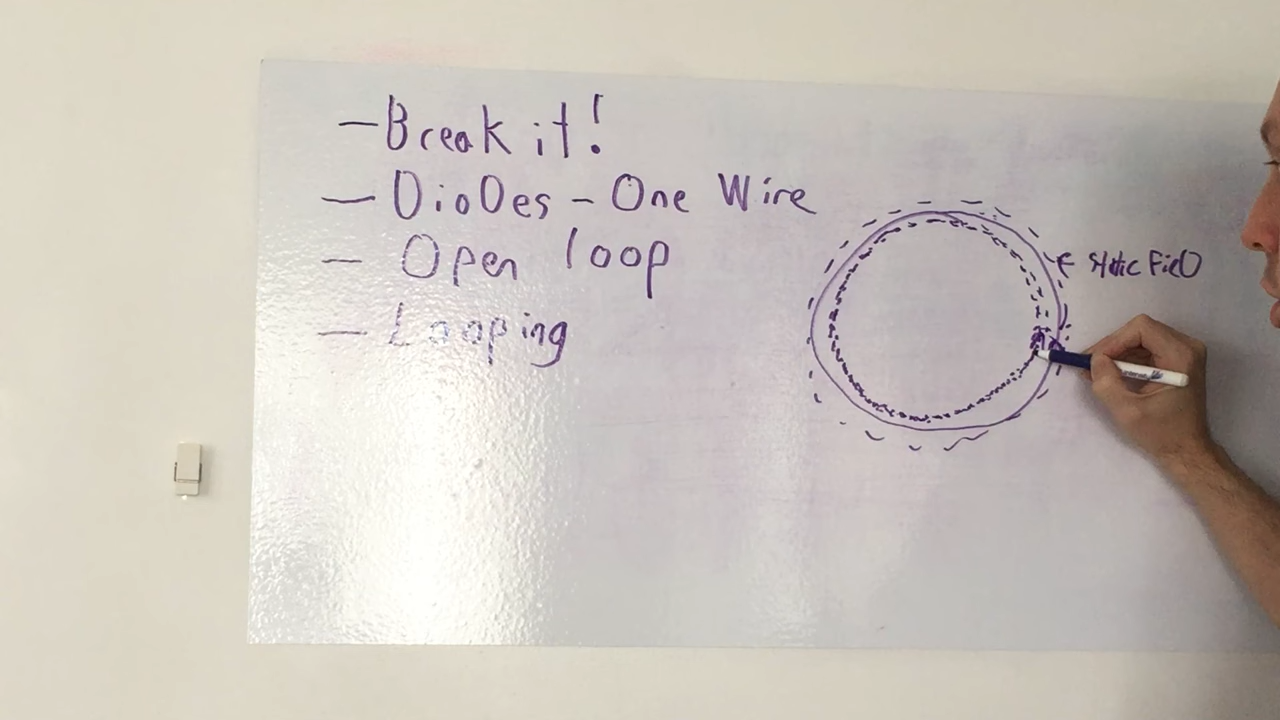 — Break it!
— DioDes – One Wire
— Open loop
— Looping
← Static FielD